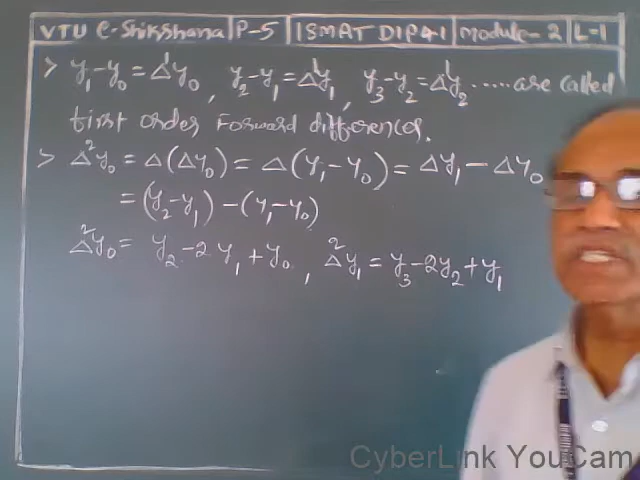 VTU e-Shikshana P-5 15MATDIP41 Module-2 L-1
> y₁-y₀=Δ¹y₀, y₂-y₁=Δ¹y₁, y₃-y₂=Δ¹y₂ ..... are called
first order Forward differences.
> Δ²y₀ = Δ(Δy₀) = Δ(y₁-y₀) = Δy₁-Δy₀
= (y₂-y₁)-(y₁-y₀)
Δ²y₀ = y₂-2y₁+y₀, Δ²y₁ = y₃-2y₂+y₁
CyberLink YouCam